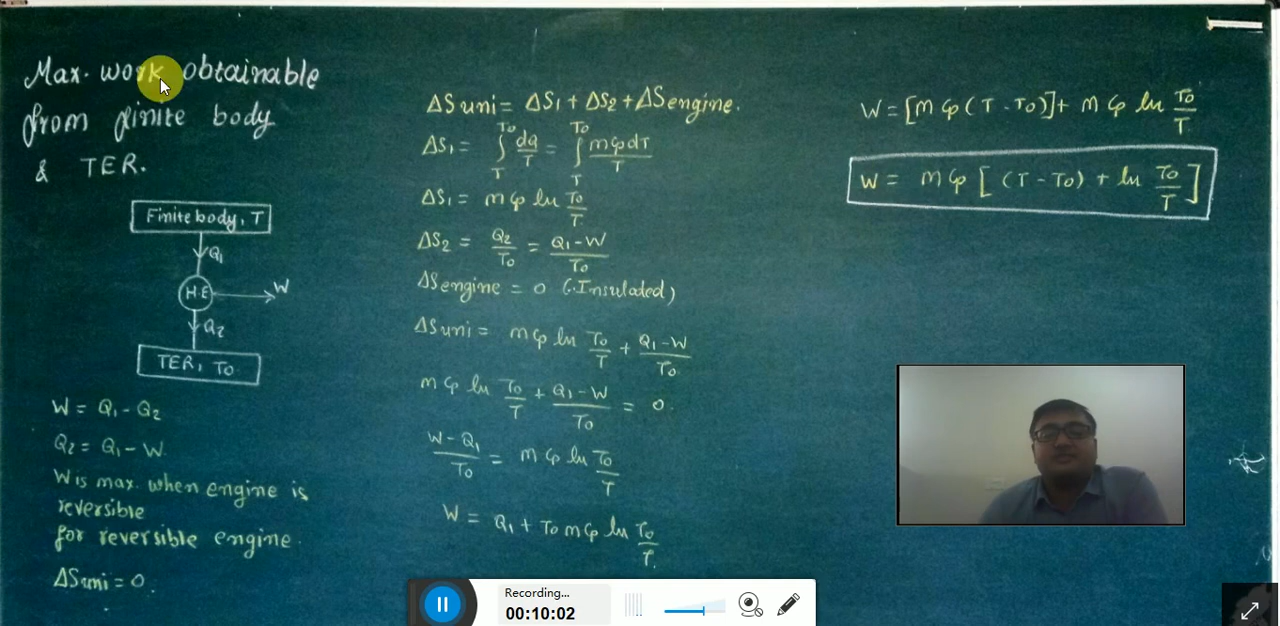 Max. work obtainable
from finite body
& TER.
Finite body, T
Q1
H.E
W
Q2
TER, To
W = Q1 - Q2
Q2 = Q1 - W
W is max. when engine is
reversible
for reversible engine.
ΔSuni = 0.
ΔSuni = ΔS1 + ΔS2 + ΔSengine.
ΔS1 = ∫_T^To dQ/T = ∫_T^To mCpdT/T
ΔS1 = mCp ln To/T
ΔS2 = Q2/To = Q1-W/To
ΔSengine = 0 (∵Insulated)
ΔSuni = mCp ln To/T + Q1-W/To
mCp ln To/T + Q1-W/To = 0.
W-Q1/To = mCp ln To/T
W = Q1 + To mCp ln To/T.
W = [mCp(T-To)] + mCp ln To/T
W = mCp [(T-To) + ln To/T]
Recording...
00:10:02